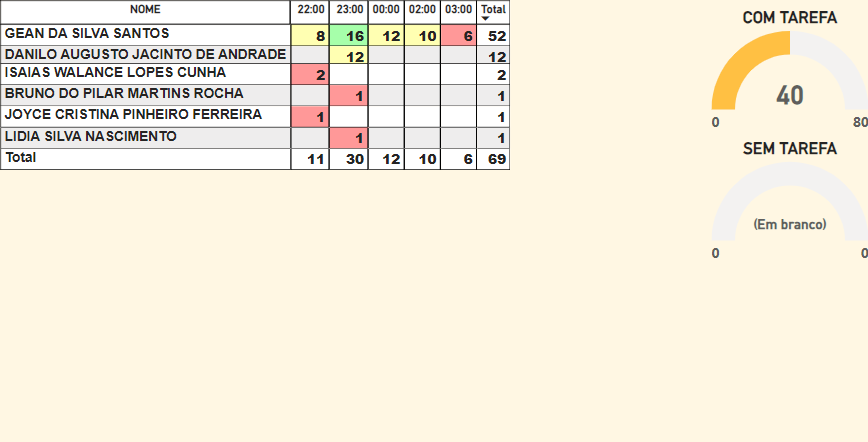 NOME 22:00 23:00 00:00 02:00 03:00 Total
GEAN DA SILVA SANTOS 8 16 12 10 6 52
DANILO AUGUSTO JACINTO DE ANDRADE 12 12
ISAIAS WALANCE LOPES CUNHA 2 2
BRUNO DO PILAR MARTINS ROCHA 1 1
JOYCE CRISTINA PINHEIRO FERREIRA 1 1
LIDIA SILVA NASCIMENTO 1 1
Total 11 30 12 10 6 69
COM TAREFA
40
0 80
SEM TAREFA
(Em branco)
0 0